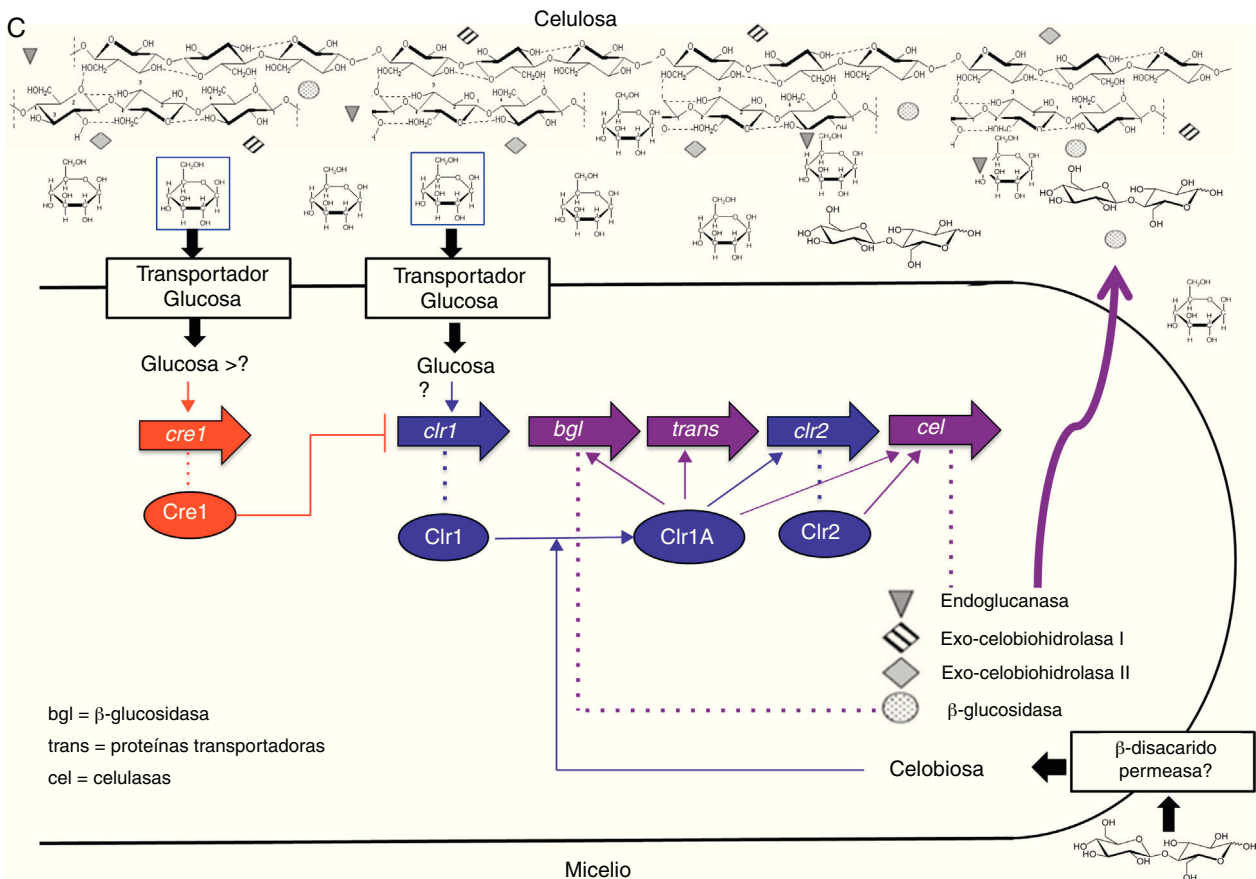 C
Celulosa
Transportador
Glucosa
Transportador
Glucosa
Glucosa >?
Glucosa
?
cre1
clr1
bgl
trans
clr2
cel
Cre1
Clr1
Clr1A
Clr2
Endoglucanasa
Exo-celobiohidrolasa I
Exo-celobiohidrolasa II
β-glucosidasa
bgl = β-glucosidasa
trans = proteínas transportadoras
cel = celulasas
Celobiosa
β-disacarido
permeasa?
Micelio